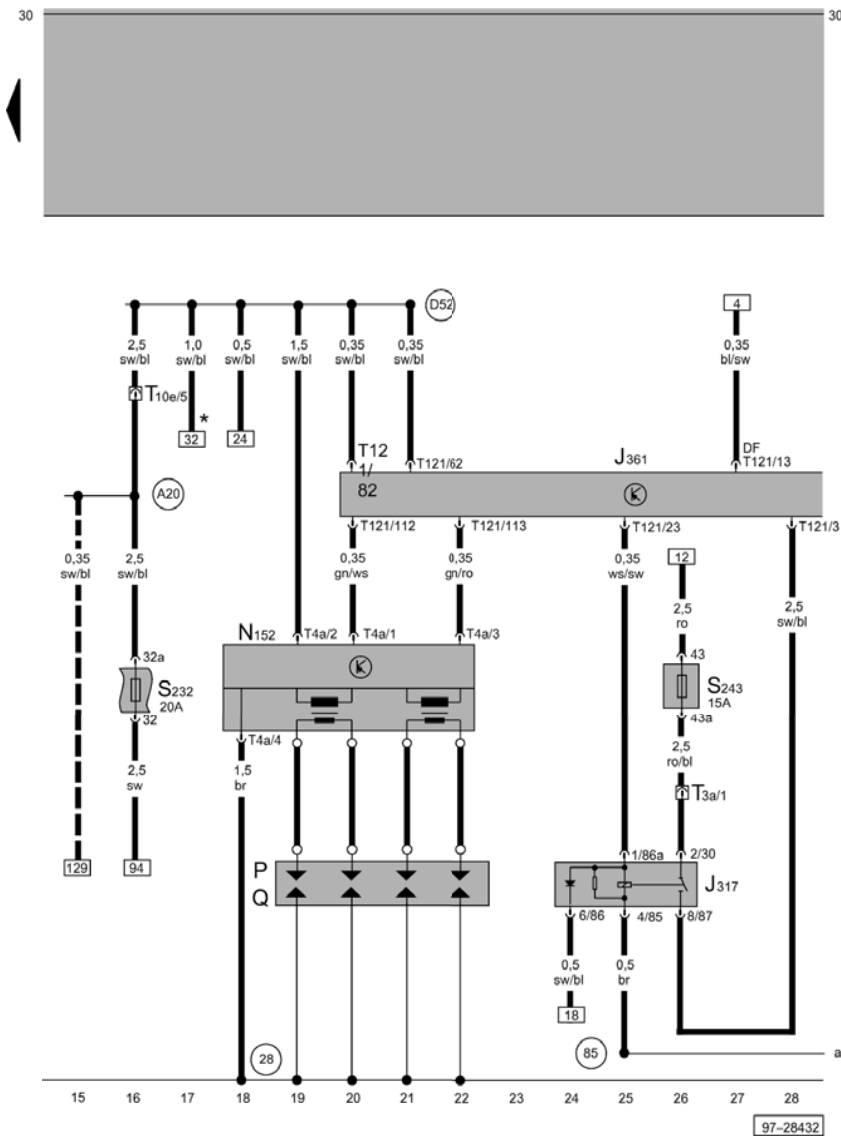 30 30
D52
4
2,5 1,0 0,5 1,5 0,35 0,35 0,35
sw/bl sw/bl sw/bl sw/bl sw/bl sw/bl bl/sw
T10e/5
*
32 24
T12
1/
82
T121/62
J361
DF
T121/13
A20
T121/112 T121/113 T121/23 T121/3
0,35 2,5 0,35 0,35 0,35 12 2,5
sw/bl sw/bl gn/ws gn/ro ws/sw sw/bl
2,5
ro
N152 T4a/2 T4a/1 T4a/3
32a 43
S232
20A
S243
15A
32 43a
T4a/4
2,5 1,5 2,5
sw br ro/bl
T3a/1
129 94 P 1/86a 2/30
Q J317
6/86 4/85 8/87
0,5 0,5
sw/bl br
18
28 85 a
15 16 17 18 19 20 21 22 23 24 25 26 27 28
97-28432